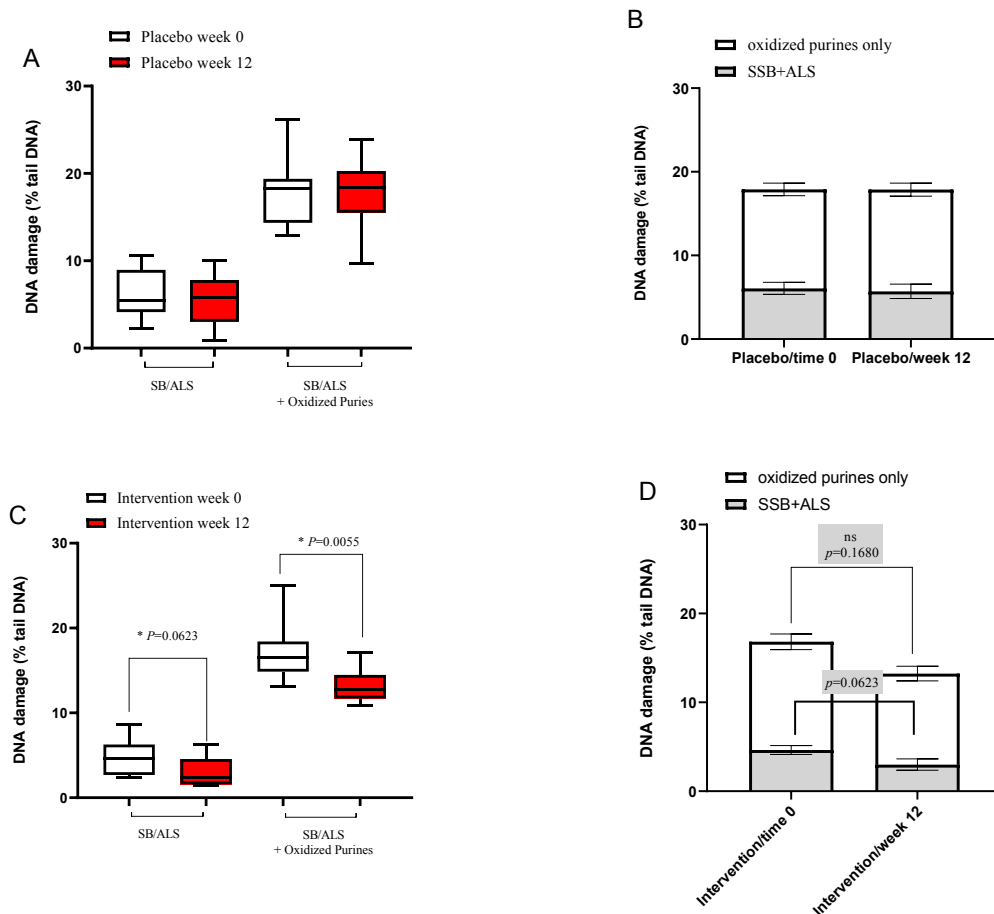 A
Placebo week 0
Placebo week 12
DNA damage (% tail DNA)
30
20
10
0
SB/ALS
SB/ALS
+ Oxidized Puries
B
oxidized purines only
SSB+ALS
DNA damage (% tail DNA)
30
20
10
0
Placebo/time 0
Placebo/week 12
C
Intervention week 0
Intervention week 12
DNA damage (% tail DNA)
30
20
10
0
* P=0.0623
* P=0.0055
SB/ALS
SB/ALS
+ Oxidized Purines
D
oxidized purines only
SSB+ALS
DNA damage (% tail DNA)
30
20
10
0
ns
p=0.1680
p=0.0623
Intervention/time 0
Intervention/week 12